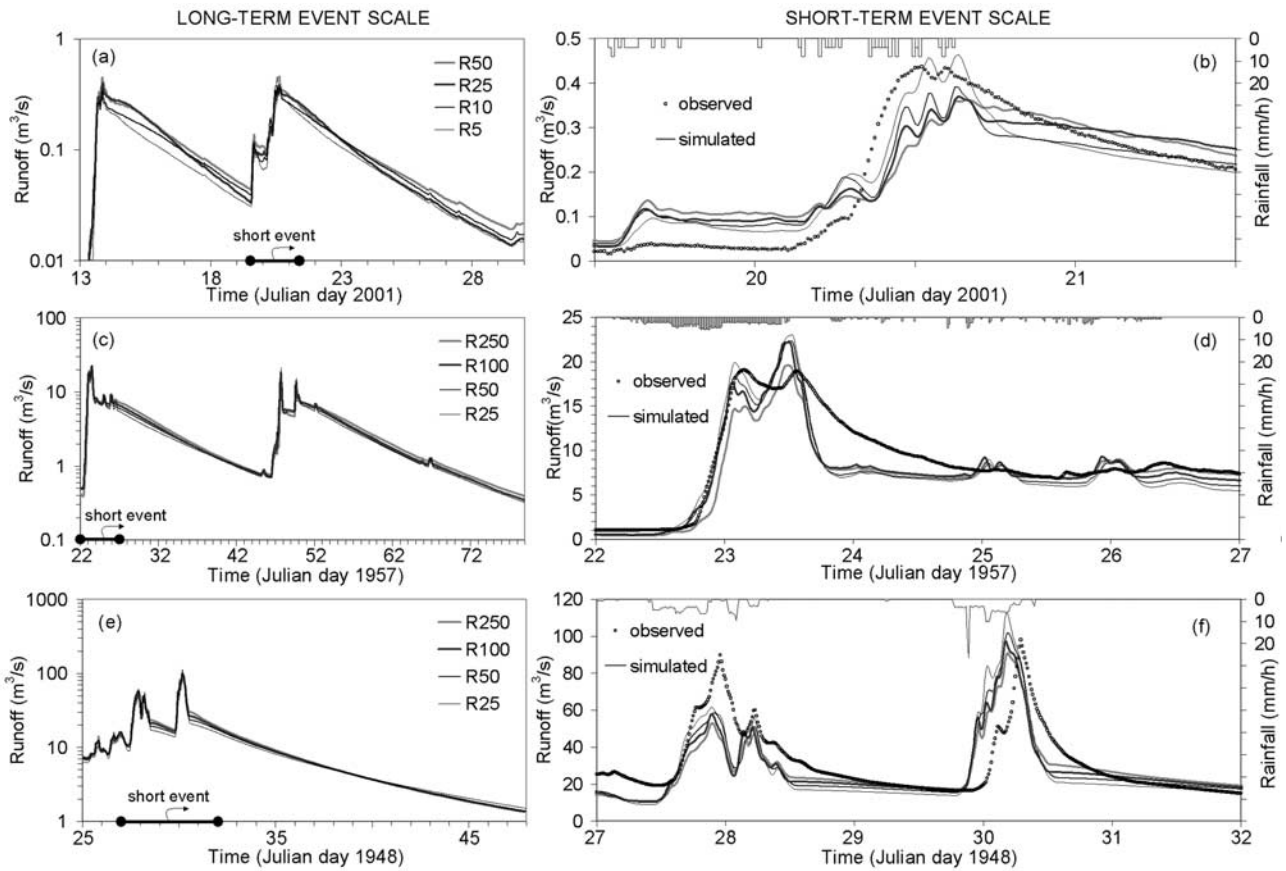 LONG-TERM EVENT SCALE
SHORT-TERM EVENT SCALE
(a)
Runoff (m³/s)
1
0.1
0.01
R50
R25
R10
R5
short event
13 18 23 28
Time (Julian day 2001)
(b)
Runoff (m³/s)
0.5
0.4
0.3
0.2
0.1
0
observed
simulated
0
10
20
Rainfall (mm/h)
20 21
Time (Julian day 2001)
(c)
Runoff (m³/s)
100
10
1
0.1
R250
R100
R50
R25
short event
22 32 42 52 62 72
Time (Julian day 1957)
(d)
Runoff(m³/s)
25
20
15
10
5
0
observed
simulated
0
10
20
Rainfall (mm/h)
22 23 24 25 26 27
Time (Julian day 1957)
(e)
Runoff (m³/s)
1000
100
10
1
R250
R100
R50
R25
short event
25 35 45
Time (Julian day 1948)
(f)
Runoff (m³/s)
120
100
80
60
40
20
0
observed
simulated
0
10
20
Rainfall (mm/h)
27 28 29 30 31 32
Time (Julian day 1948)